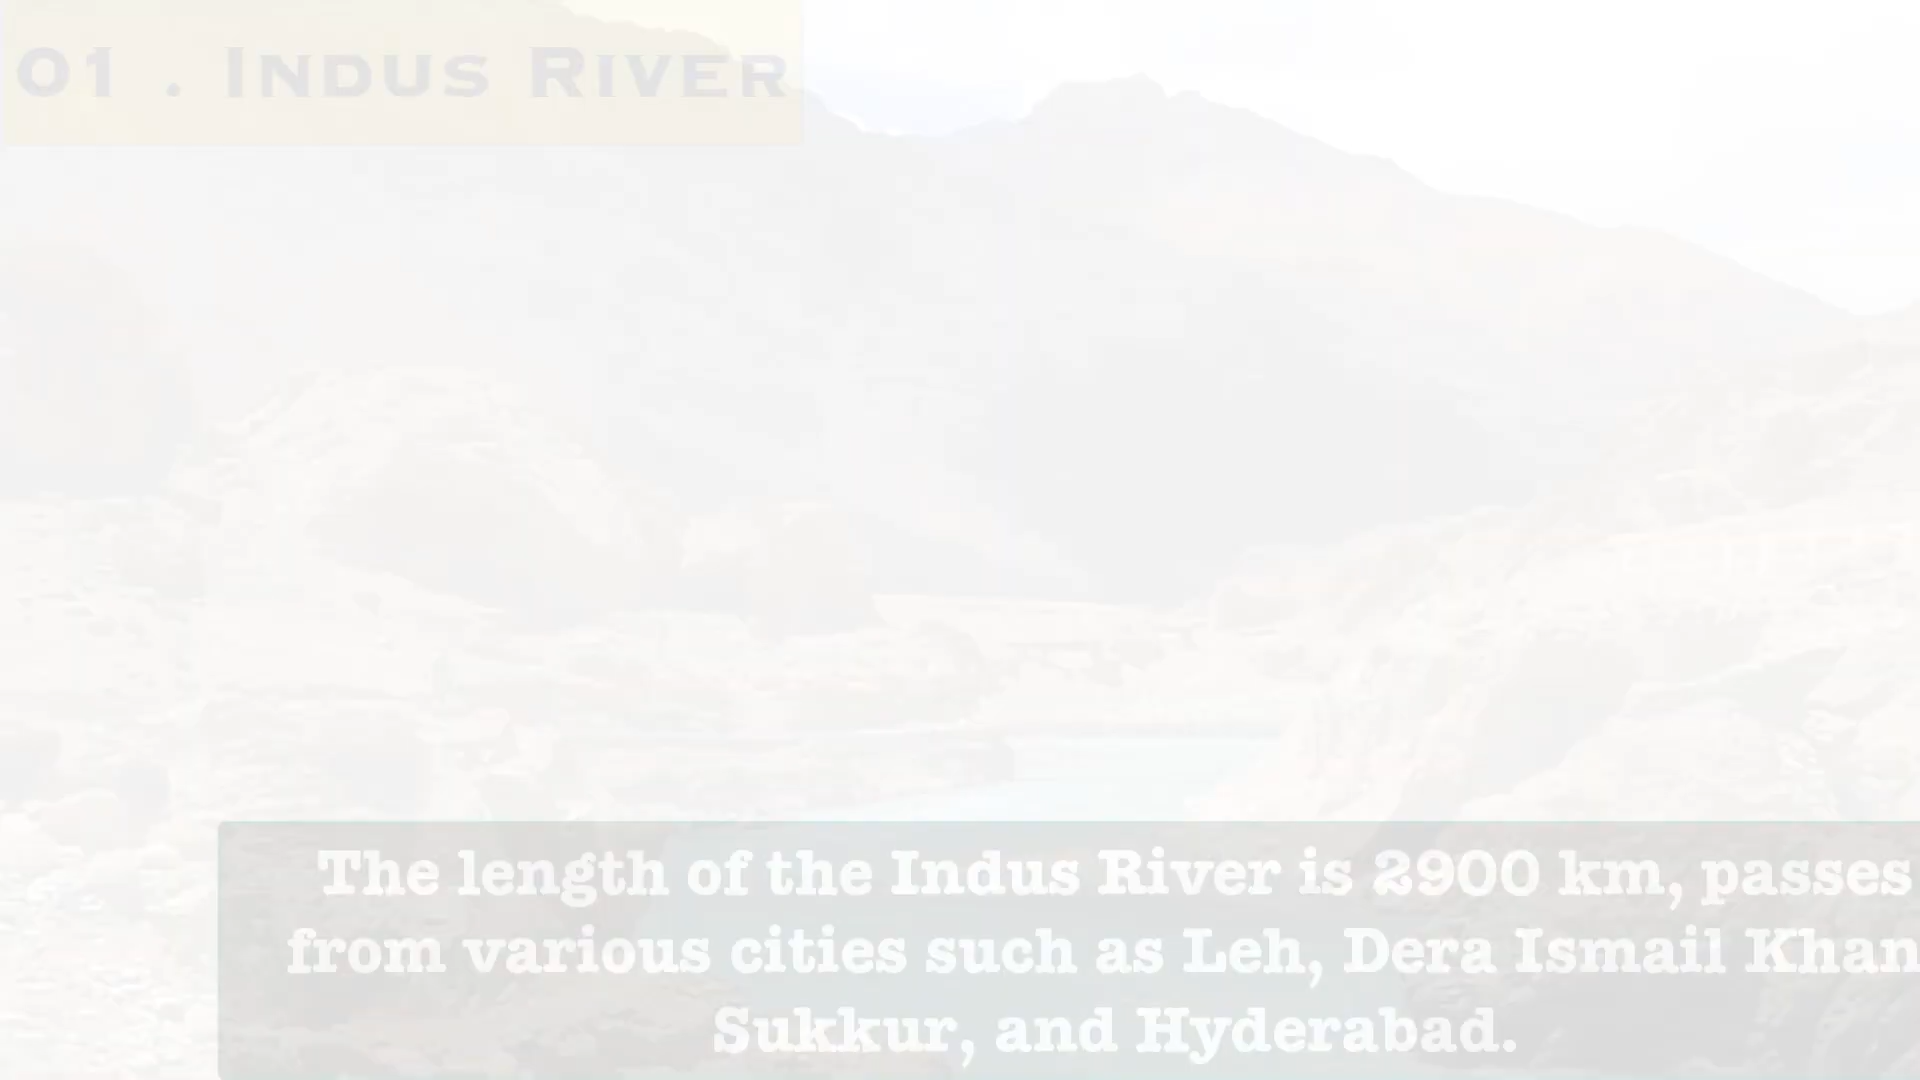 01 . Indus River
The length of the Indus River is 2900 km, passes
from various cities such as Leh, Dera Ismail Khan
Sukkur, and Hyderabad.